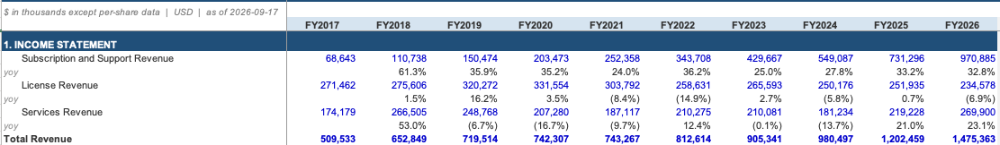 $ in thousands except per-share data | USD | as of 2026-09-17
FY2017 FY2018 FY2019 FY2020 FY2021 FY2022 FY2023 FY2024 FY2025 FY2026
1. INCOME STATEMENT
Subscription and Support Revenue 68,643 110,738 150,474 203,473 252,358 343,708 429,667 549,087 731,296 970,885
yoy 61.3% 35.9% 35.2% 24.0% 36.2% 25.0% 27.8% 33.2% 32.8%
License Revenue 271,462 275,606 320,272 331,554 303,792 258,631 265,593 250,176 251,935 234,578
yoy 1.5% 16.2% 3.5% (8.4%) (14.9%) 2.7% (5.8%) 0.7% (6.9%)
Services Revenue 174,179 266,505 248,768 207,280 187,117 210,275 210,081 181,234 219,228 269,900
yoy 53.0% (6.7%) (16.7%) (9.7%) 12.4% (0.1%) (13.7%) 21.0% 23.1%
Total Revenue 509,533 652,849 719,514 742,307 743,267 812,614 905,341 980,497 1,202,459 1,475,363